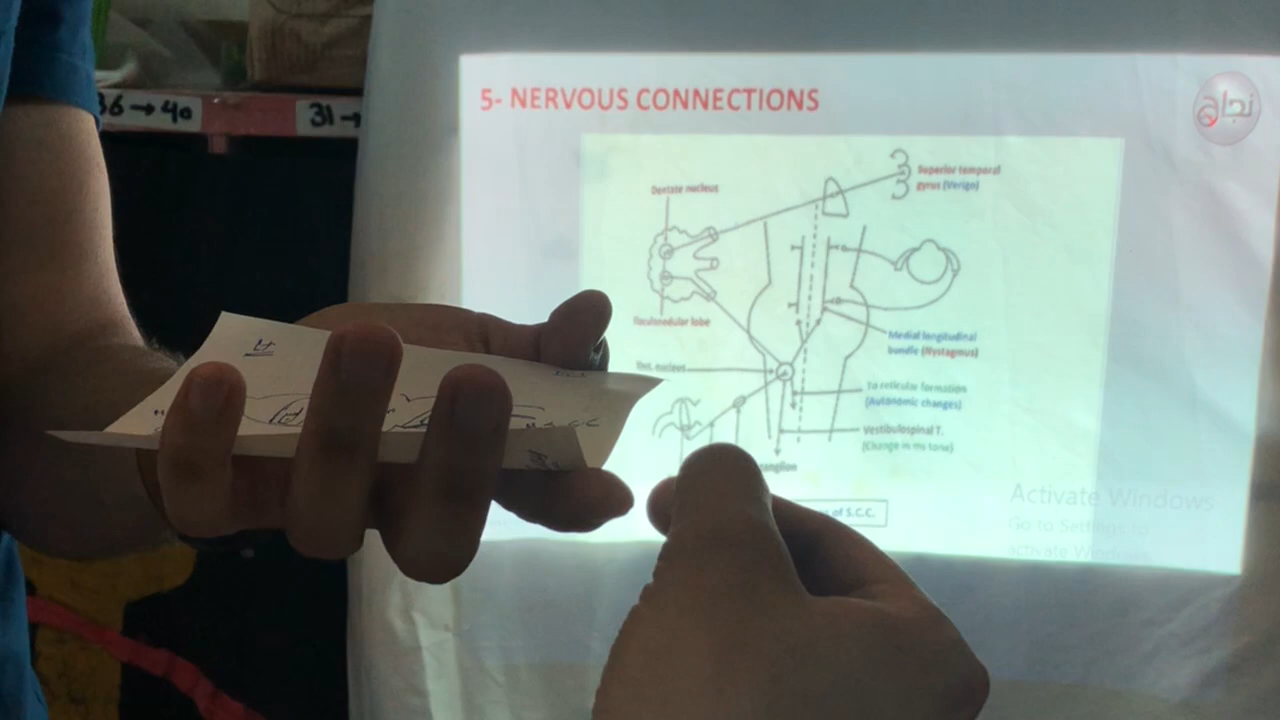 36→40
31→
5- NERVOUS CONNECTIONS
نجاح
Dentate nucleus
Superior temporal
gyrus (Verigo)
Floculonodular lobe
Medial longitudinal
bundle (Nystagmus)
Vest. nucleus
To reticular formation
(Autonomic changes)
Vestibulospinal T.
(Change in ms tone)
ganglion
of S.C.C.
Activate Windows
Go to Settings to
activate Windows